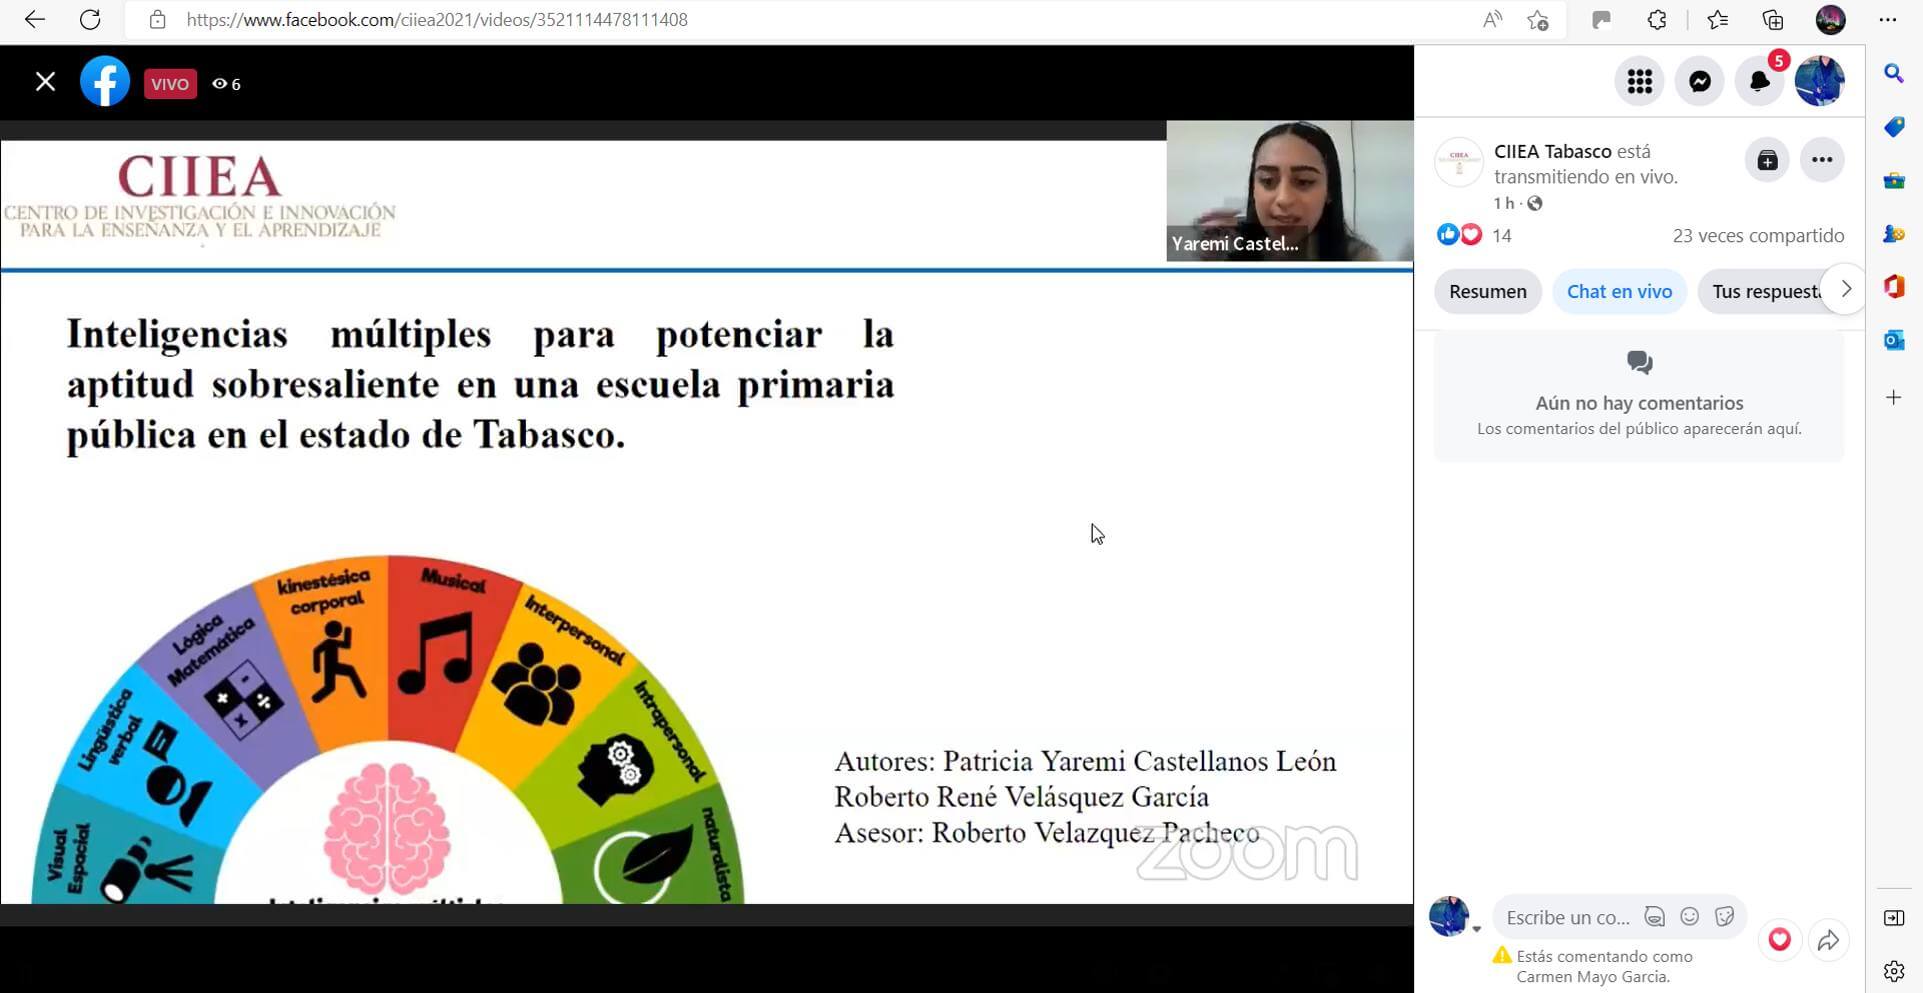 https://www.facebook.com/ciiea2021/videos/3521114478111408
VIVO
6
5
CIIEA
CENTRO DE INVESTIGACIÓN E INNOVACIÓN
PARA LA ENSEÑANZA Y EL APRENDIZAJE
Yaremi Castel...
Inteligencias múltiples para potenciar la
aptitud sobresaliente en una escuela primaria
pública en el estado de Tabasco.
Visual
Espacial
Lingüística
verbal
Lógica
Matemática
kinestésica
corporal
Musical
Interpersonal
Intrapersonal
naturalista
Inteligencias múltiples
Autores: Patricia Yaremi Castellanos León
Roberto René Velásquez García
Asesor: Roberto Velazquez Pacheco
zoom
CIIEA Tabasco está
transmitiendo en vivo.
1 h ·
14
23 veces compartido
Resumen
Chat en vivo
Tus respuest
Aún no hay comentarios
Los comentarios del público aparecerán aquí.
Escribe un co...
Estás comentando como
Carmen Mayo Garcia.